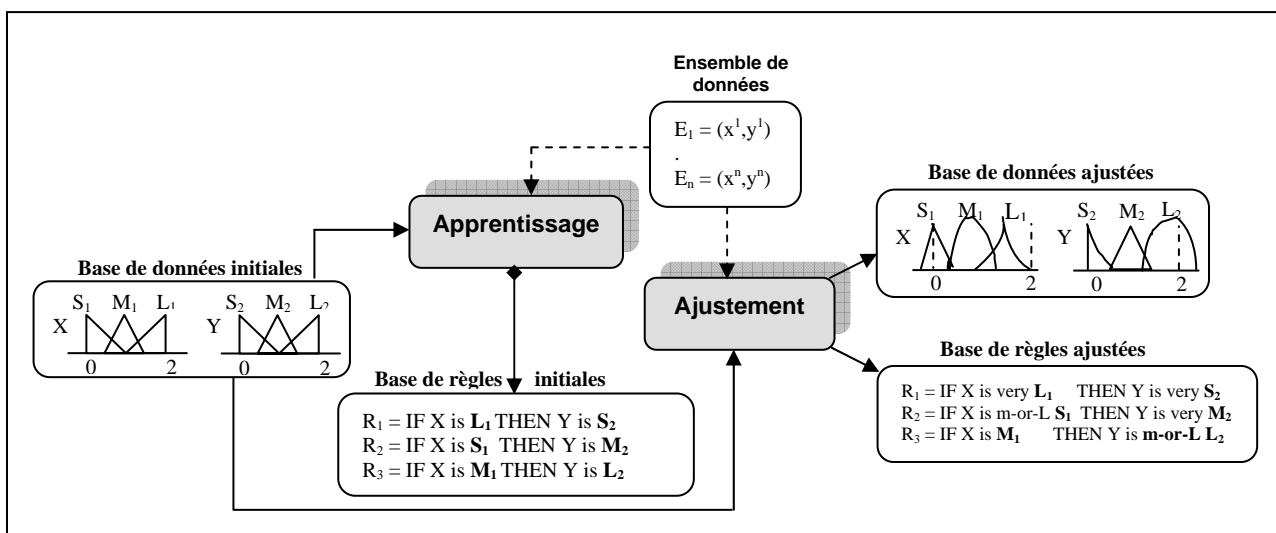 Ensemble de
données
E1 = (x^1,y^1)
.
En = (x^n,y^n)
Apprentissage
Base de données initiales
S1 M1 L1
X
0 2
S2 M2 L2
Y
0 2
Base de règles initiales
R1 = IF X is L1 THEN Y is S2
R2 = IF X is S1 THEN Y is M2
R3 = IF X is M1 THEN Y is L2
Ajustement
Base de données ajustées
S1 M1 L1
X
0 2
S2 M2 L2
Y
0 2
Base de règles ajustées
R1 = IF X is very L1 THEN Y is very S2
R2 = IF X is m-or-L S1 THEN Y is very M2
R3 = IF X is M1 THEN Y is m-or-L L2